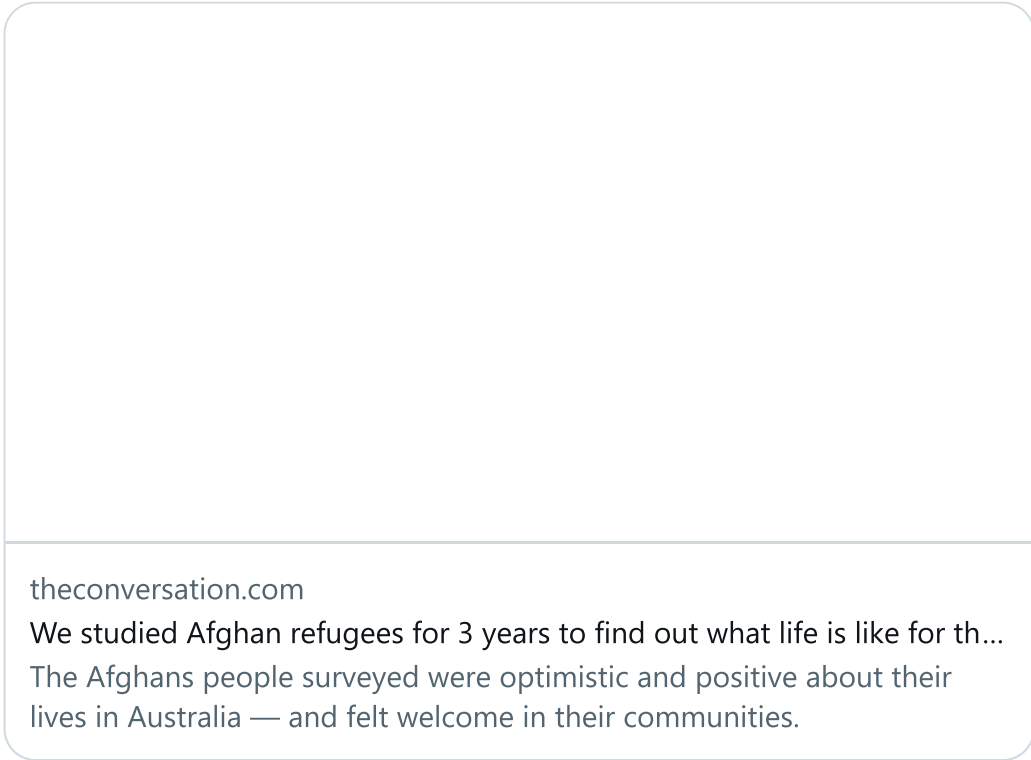 theconversation.com
We studied Afghan refugees for 3 years to find out what life is like for th...
The Afghans people surveyed were optimistic and positive about their
lives in Australia — and felt welcome in their communities.